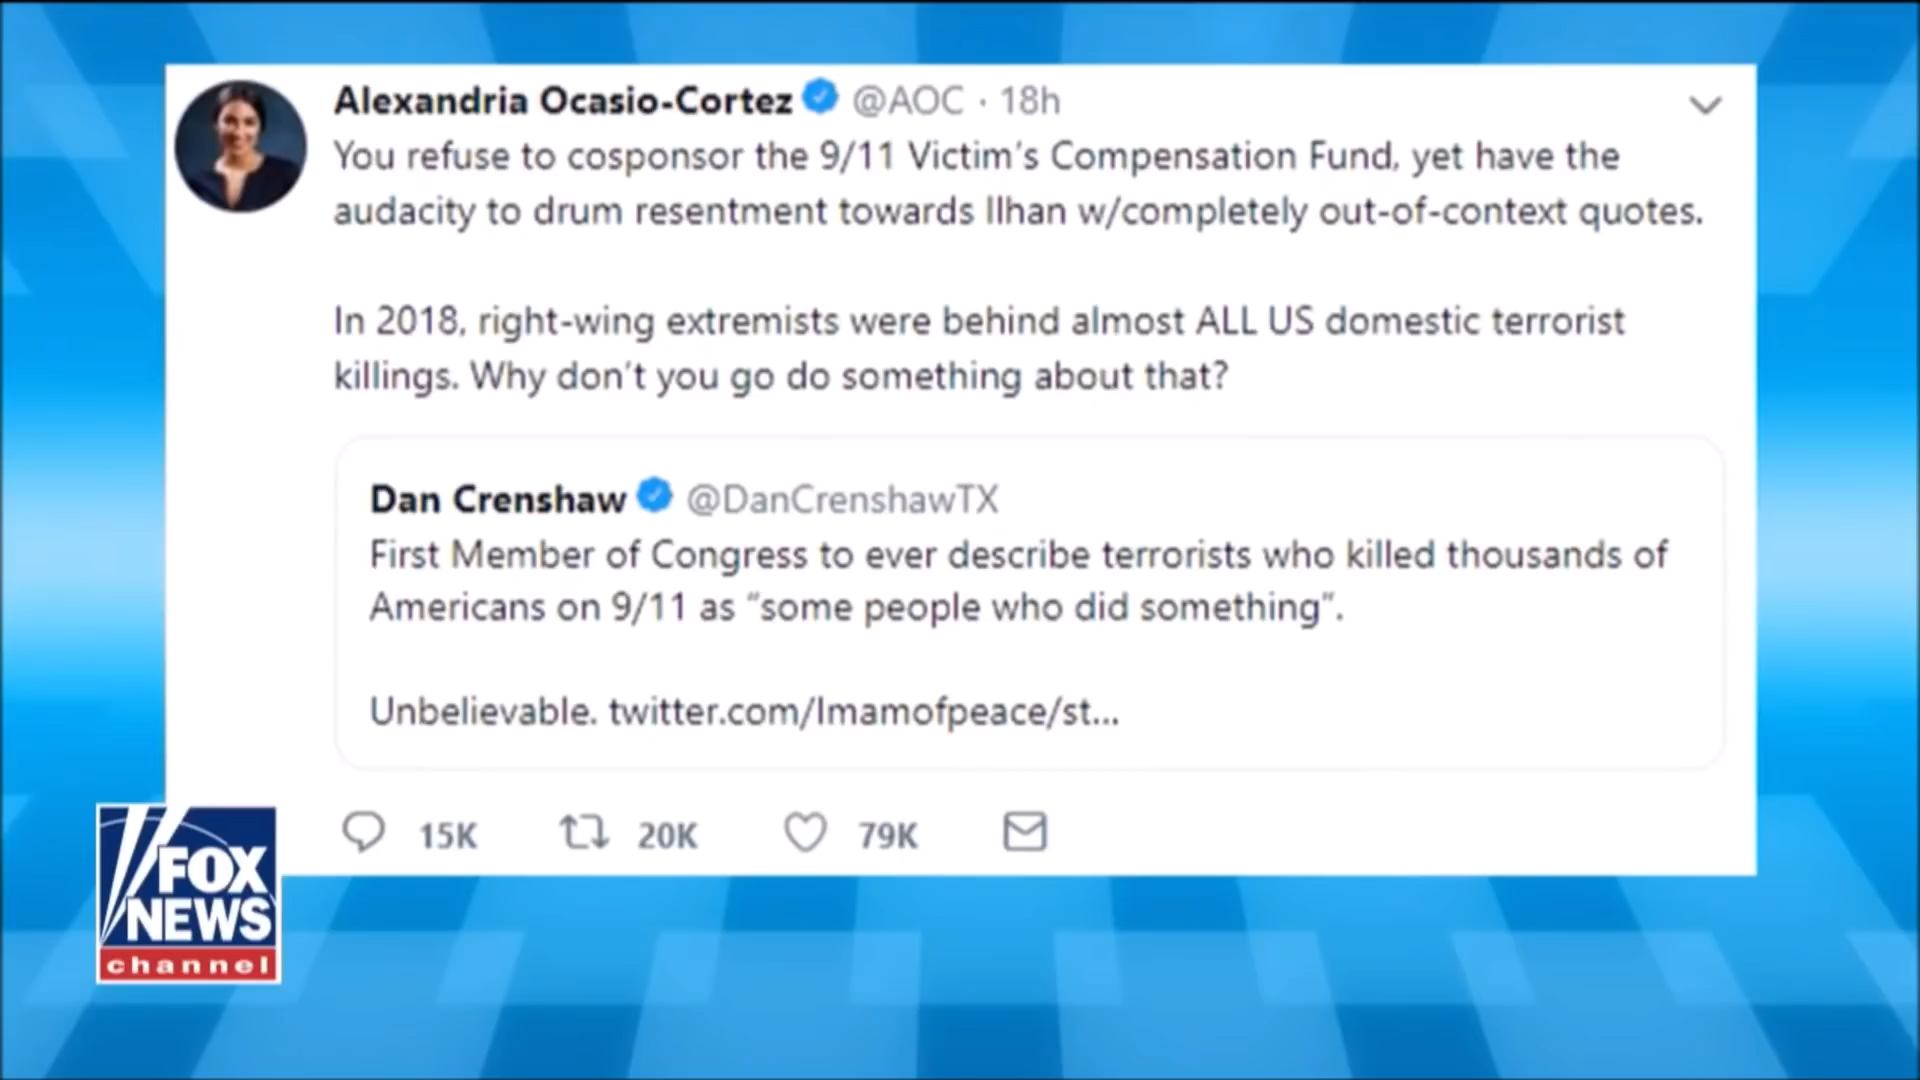 Alexandria Ocasio-Cortez @AOC · 18h
You refuse to cosponsor the 9/11 Victim's Compensation Fund, yet have the
audacity to drum resentment towards Ilhan w/completely out-of-context quotes.
In 2018, right-wing extremists were behind almost ALL US domestic terrorist
killings. Why don't you go do something about that?
Dan Crenshaw @DanCrenshawTX
First Member of Congress to ever describe terrorists who killed thousands of
Americans on 9/11 as “some people who did something”.
Unbelievable. twitter.com/Imamofpeace/st...
15K 20K 79K
FOX
NEWS
channel